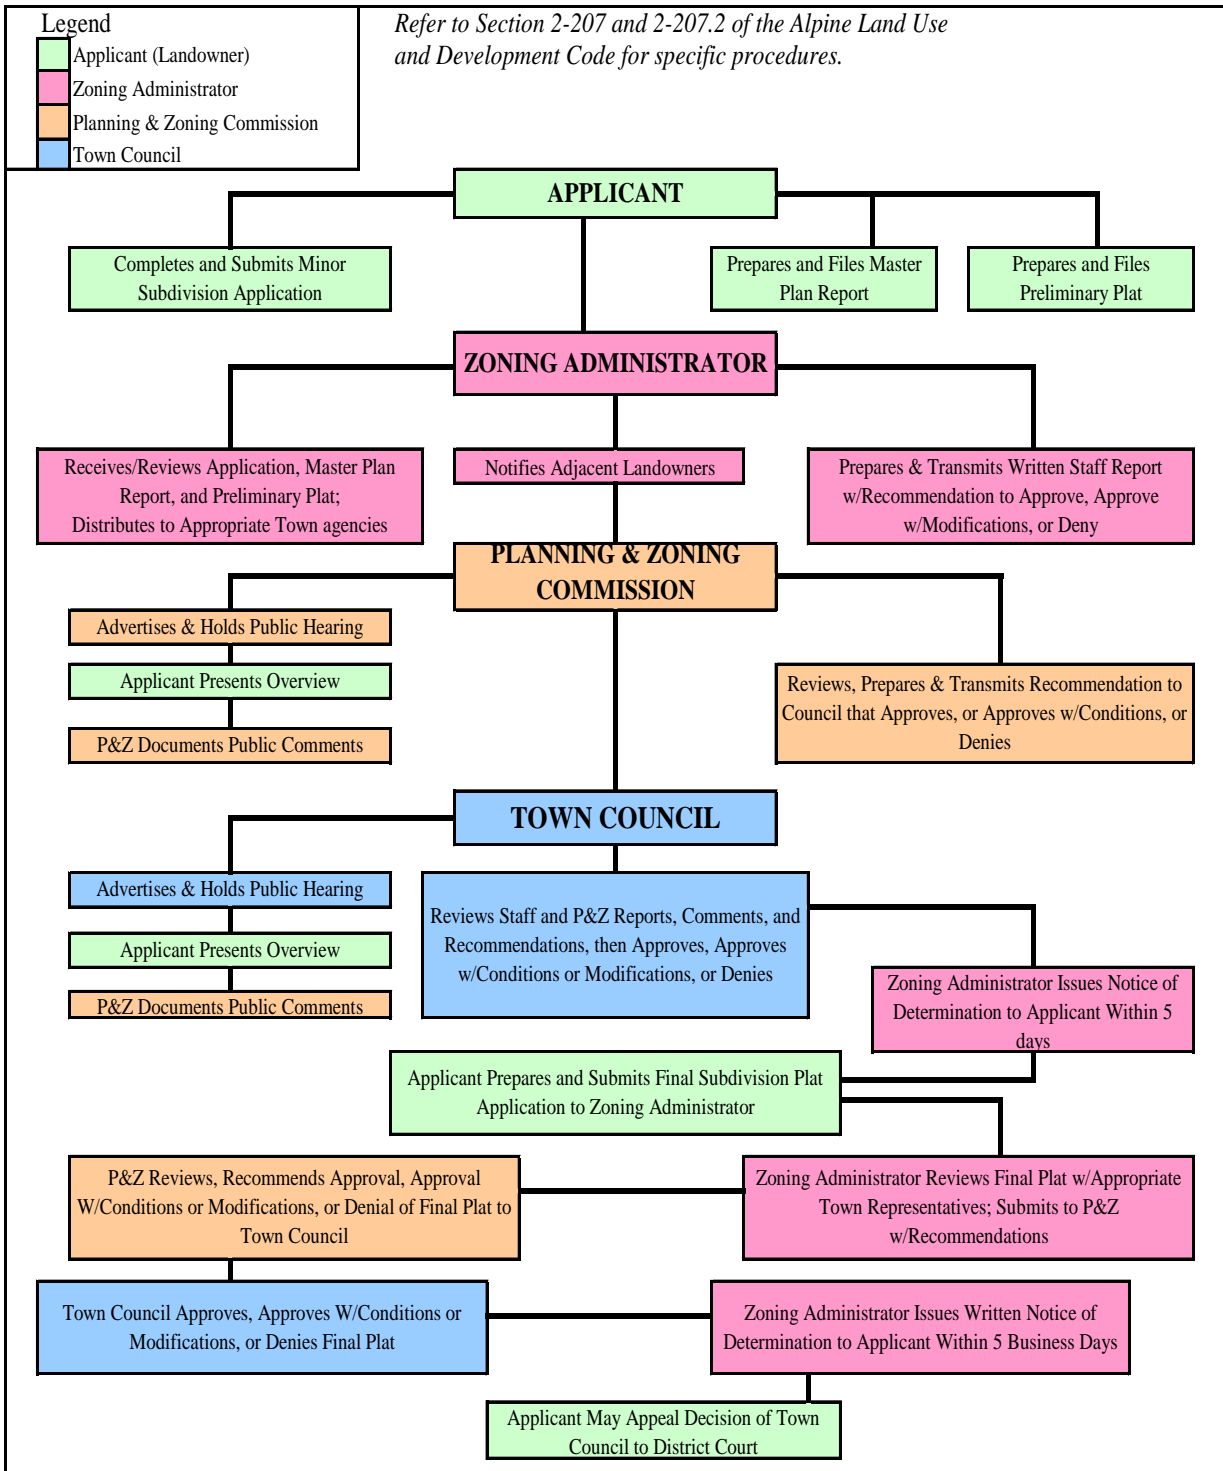 Legend
Applicant (Landowner)
Zoning Administrator
Planning & Zoning Commission
Town Council
Refer to Section 2-207 and 2-207.2 of the Alpine Land Use
and Development Code for specific procedures.
APPLICANT
Completes and Submits Minor
Subdivision Application
Prepares and Files Master
Plan Report
Prepares and Files
Preliminary Plat
ZONING ADMINISTRATOR
Receives/Reviews Application, Master Plan
Report, and Preliminary Plat;
Distributes to Appropriate Town agencies
Notifies Adjacent Landowners
Prepares & Transmits Written Staff Report
w/Recommendation to Approve, Approve
w/Modifications, or Deny
PLANNING & ZONING
COMMISSION
Advertises & Holds Public Hearing
Applicant Presents Overview
P&Z Documents Public Comments
Reviews, Prepares & Transmits Recommendation to
Council that Approves, or Approves w/Conditions, or
Denies
TOWN COUNCIL
Advertises & Holds Public Hearing
Applicant Presents Overview
P&Z Documents Public Comments
Reviews Staff and P&Z Reports, Comments, and
Recommendations, then Approves, Approves
w/Conditions or Modifications, or Denies
Zoning Administrator Issues Notice of
Determination to Applicant Within 5
days
Applicant Prepares and Submits Final Subdivision Plat
Application to Zoning Administrator
P&Z Reviews, Recommends Approval, Approval
W/Conditions or Modifications, or Denial of Final Plat to
Town Council
Zoning Administrator Reviews Final Plat w/Appropriate
Town Representatives; Submits to P&Z
w/Recommendations
Town Council Approves, Approves W/Conditions or
Modifications, or Denies Final Plat
Zoning Administrator Issues Written Notice of
Determination to Applicant Within 5 Business Days
Applicant May Appeal Decision of Town
Council to District Court